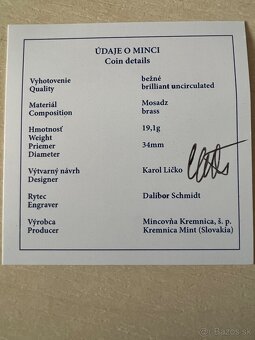 ÚDAJE O MINCI
Coin details
Vyhotovenie bežné
Quality brilliant uncirculated
Materiál Mosadz
Composition brass
Hmotnosť 19,1g
Weight
Priemer 34mm
Diameter
Výtvarný návrh Karol Ličko
Designer
Rytec Dalibor Schmidt
Engraver
Výrobca Mincovňa Kremnica, š. p.
Producer Kremnica Mint (Slovakia)
bazos.sk